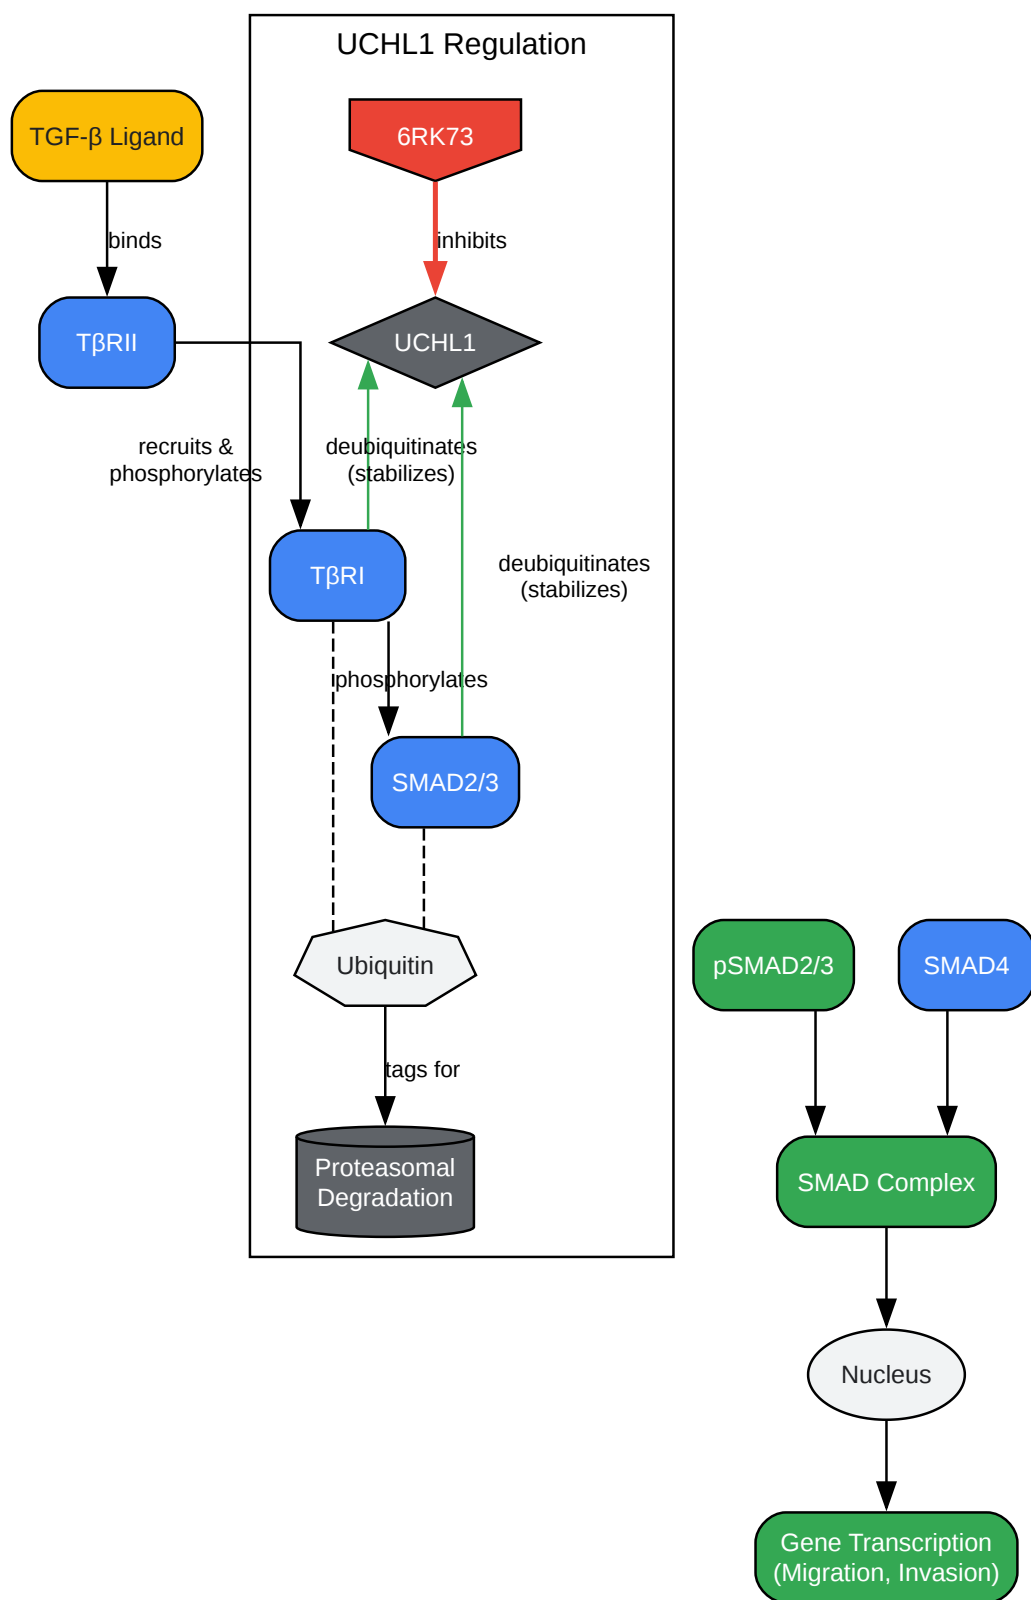 UCHL1 Regulation
TGF-β Ligand
6RK73
binds
inhibits
TβRII
UCHL1
recruits &
phosphorylates
deubiquitinates
(stabilizes)
deubiquitinates
(stabilizes)
TβRI
phosphorylates
SMAD2/3
Ubiquitin
pSMAD2/3
SMAD4
tags for
Proteasomal
Degradation
SMAD Complex
Nucleus
Gene Transcription
(Migration, Invasion)